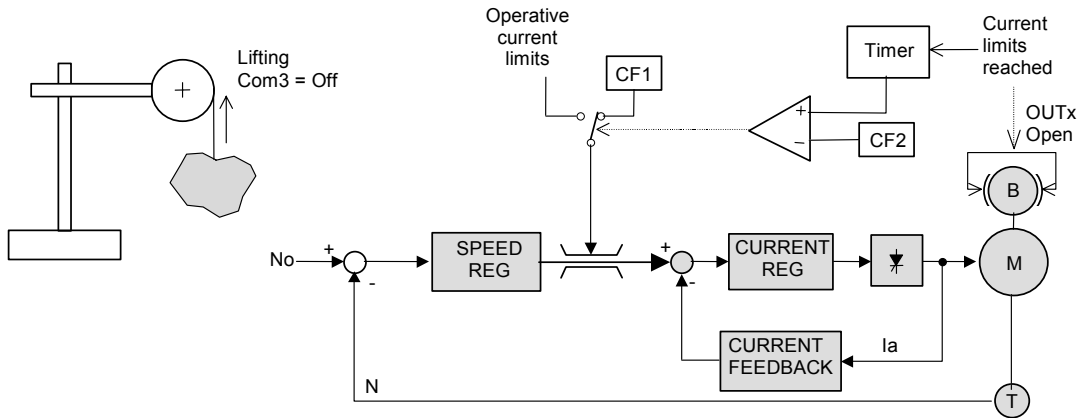 Operative
current
limits
CF1
Timer
Current
limits
reached
Lifting
Com3 = Off
+
+
−
CF2
OUTx
Open
B
No
+
-
SPEED
REG
+
-
CURRENT
REG
M
CURRENT
FEEDBACK
Ia
N
T